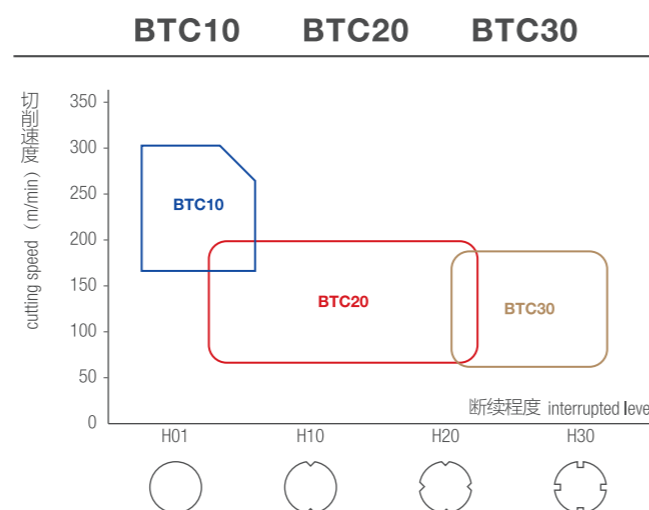 BTC10 BTC20 BTC30
切削速度 (m/min)
cutting speed
350
300
250
200
150
100
50
0
BTC10
BTC20
BTC30
断续程度 interrupted leve
H01 H10 H20 H30